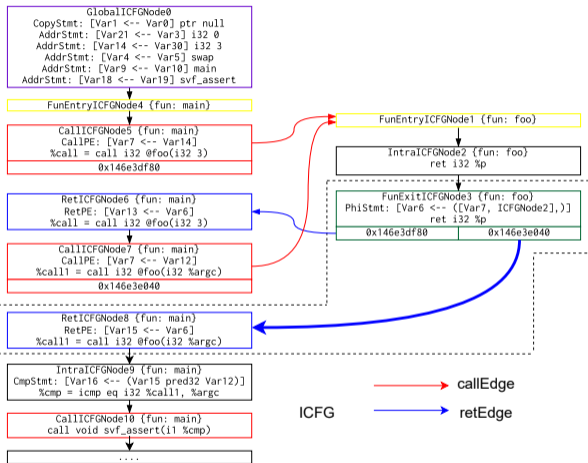 GlobalICFGNode0
CopyStmt: [Var1 <-- Var0] ptr null
AddrStmt: [Var21 <-- Var3] i32 0
AddrStmt: [Var14 <-- Var30] i32 3
AddrStmt: [Var4 <-- Var5] swap
AddrStmt: [Var9 <-- Var10] main
AddrStmt: [Var18 <-- Var19] svf_assert
FunEntryICFGNode4 {fun: main}
CallICFGNode5 {fun: main}
CallPE: [Var7 <-- Var14]
%call = call i32 @foo(i32 3)
0x146e3df80
RetICFGNode6 {fun: main}
RetPE: [Var13 <-- Var6]
%call = call i32 @foo(i32 3)
CallICFGNode7 {fun: main}
CallPE: [Var7 <-- Var12]
%call1 = call i32 @foo(i32 %argc)
0x146e3e040
RetICFGNode8 {fun: main}
RetPE: [Var15 <-- Var6]
%call1 = call i32 @foo(i32 %argc)
IntraICFGNode9 {fun: main}
CmpStmt: [Var16 <-- (Var15 pred32 Var12)]
%cmp = icmp eq i32 %call1, %argc
CallICFGNode10 {fun: main}
call void svf_assert(i1 %cmp)
....
FunEntryICFGNode1 {fun: foo}
IntraICFGNode2 {fun: foo}
ret i32 %p
FunExitICFGNode3 {fun: foo}
PhiStmt: [Var6 <-- ([Var7, ICFGNode2],)]
ret i32 %p
0x146e3df80 0x146e3e040
ICFG
callEdge
retEdge